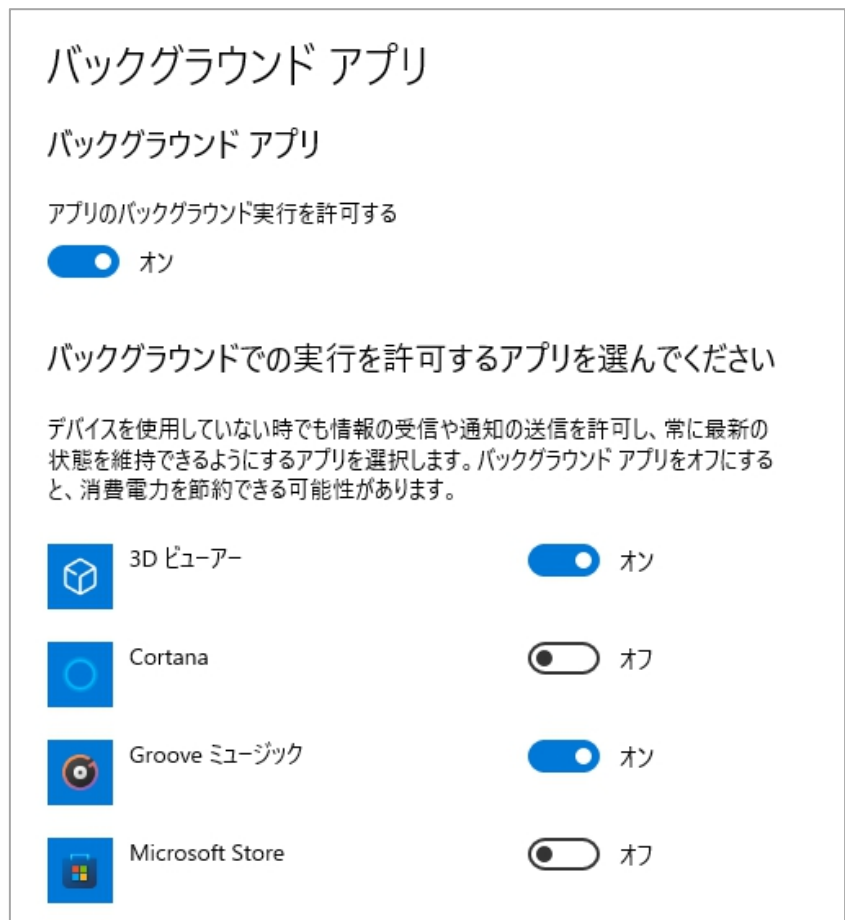 バックグラウンド アプリ
バックグラウンド アプリ
アプリのバックグラウンド実行を許可する
オン
バックグラウンドでの実行を許可するアプリを選んでください
デバイスを使用していない時でも情報の受信や通知の送信を許可し、常に最新の
状態を維持できるようにするアプリを選択します。バックグラウンド アプリをオフにする
と、消費電力を節約できる可能性があります。
3D ビューアー オン
Cortana オフ
Groove ミュージック オン
Microsoft Store オフ